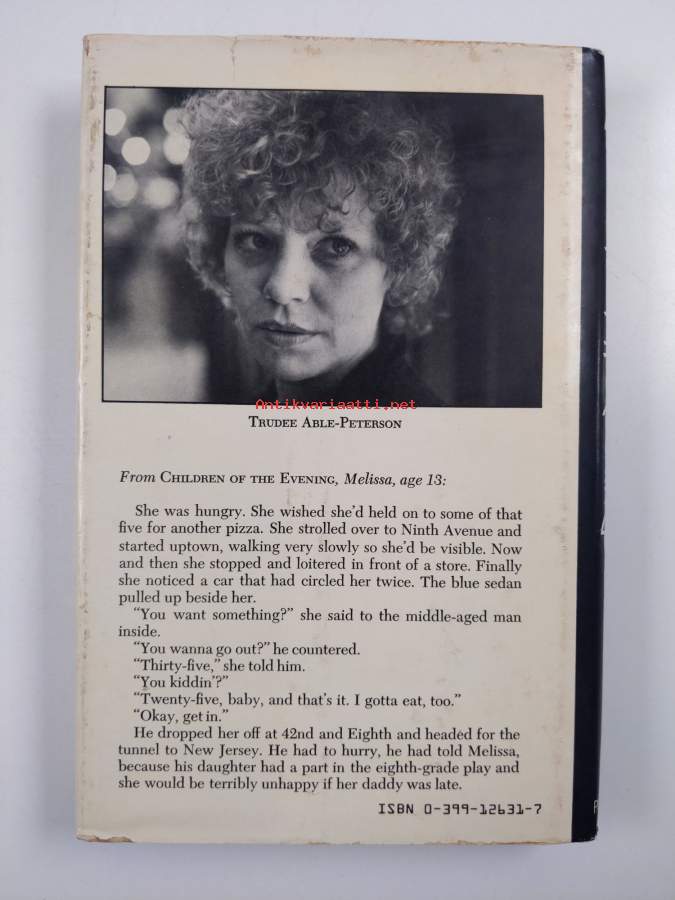 Antikvariaatti.net
TRUDEE ABLE-PETERSON
From CHILDREN OF THE EVENING, Melissa, age 13:
She was hungry. She wished she'd held on to some of that
five for another pizza. She strolled over to Ninth Avenue and
started uptown, walking very slowly so she'd be visible. Now
and then she stopped and loitered in front of a store. Finally
she noticed a car that had circled her twice. The blue sedan
pulled up beside her.
"You want something?" she said to the middle-aged man
inside.
"You wanna go out?" he countered.
"Thirty-five," she told him.
"You kiddin'?"
"Twenty-five, baby, and that's it. I gotta eat, too."
"Okay, get in."
He dropped her off at 42nd and Eighth and headed for the
tunnel to New Jersey. He had to hurry, he had told Melissa,
because his daughter had a part in the eighth-grade play and
she would be terribly unhappy if her daddy was late.
ISBN 0-399-12631-7